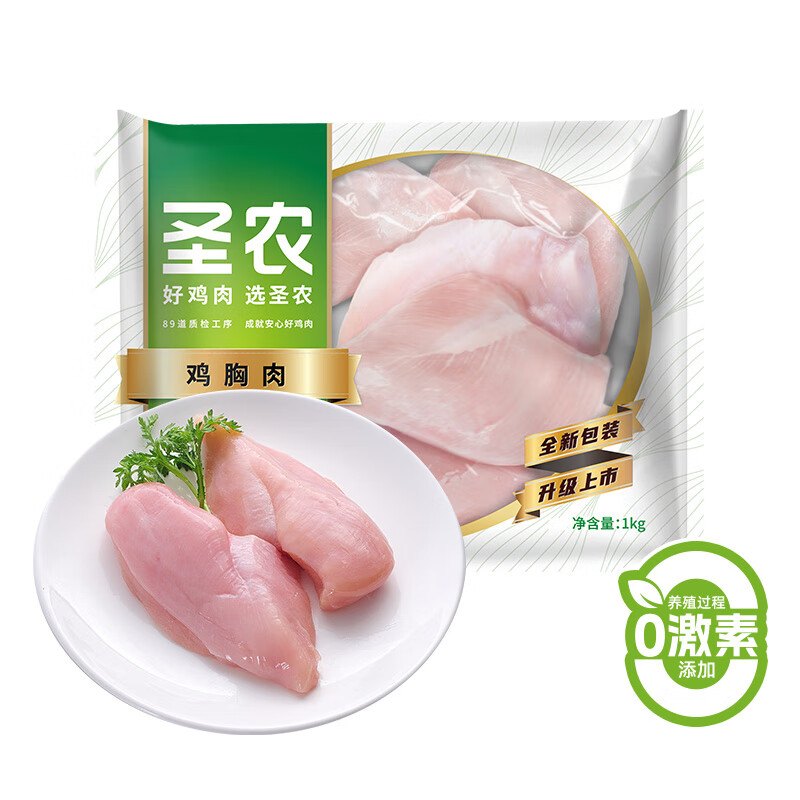 圣农
好鸡肉 选圣农
89道质检工序 成就安心好鸡肉
鸡胸肉
全新包装
升级上市
净含量:1kg
养殖过程
0激素
添加